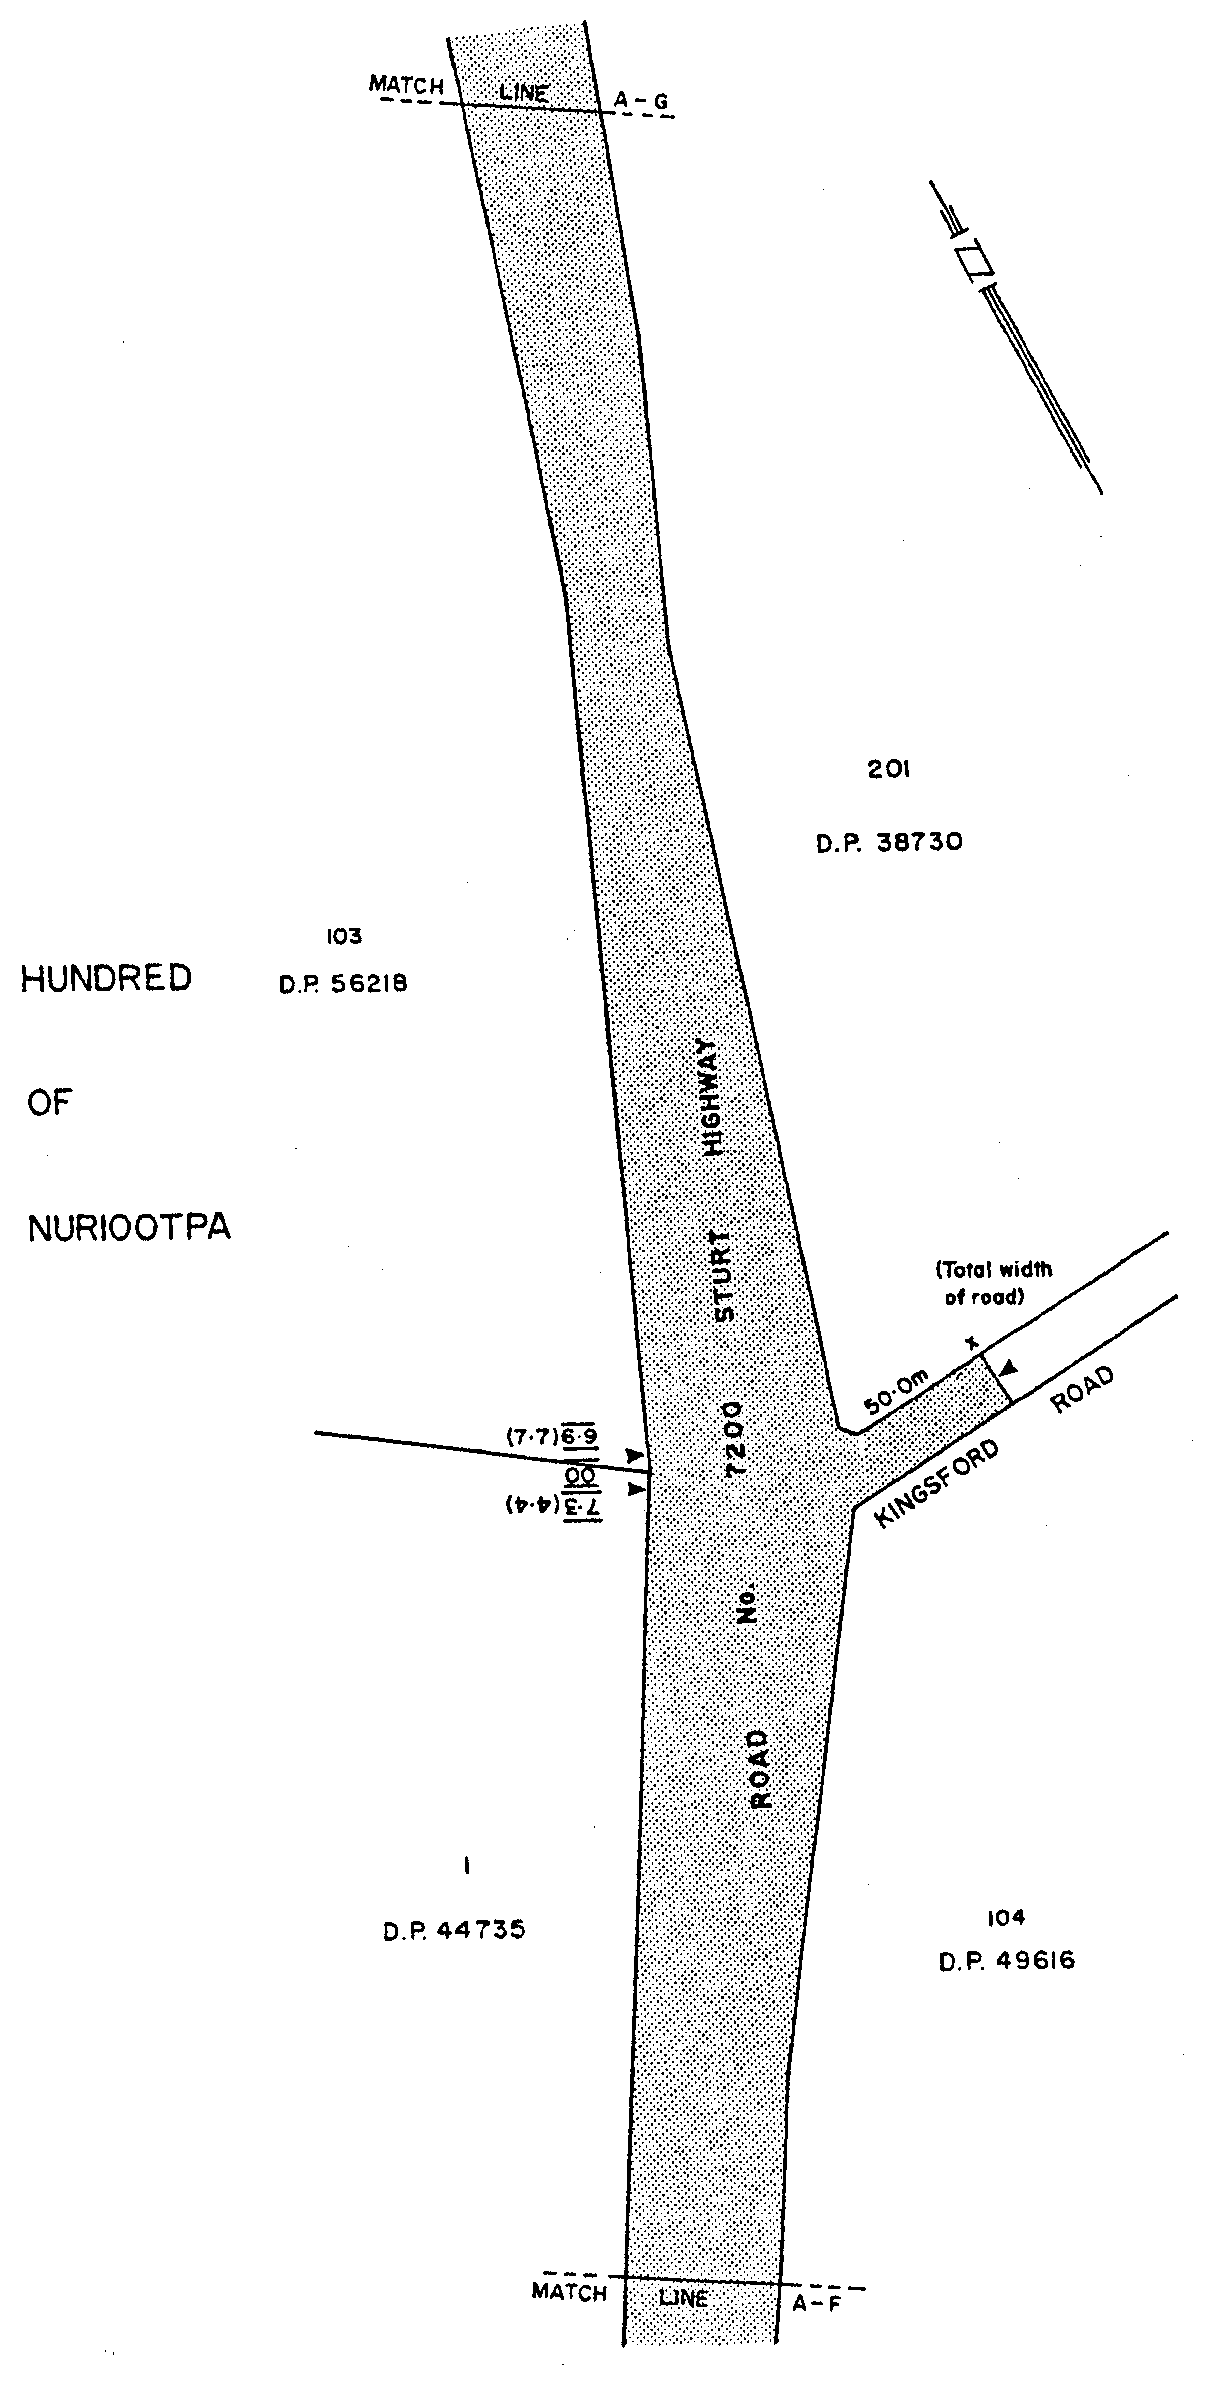 MATCH LINE A-G
201
D.P. 38730
103
D.P. 56218
HUNDRED
OF
NURIOOTPA
ROAD No. 7200 STURT HIGHWAY
(Total width
of road)
x
50·0m
KINGSFORD ROAD
(7·7)6·9
00
7·3(4·4)
1
D.P. 44735
104
D.P. 49616
MATCH LINE A-F